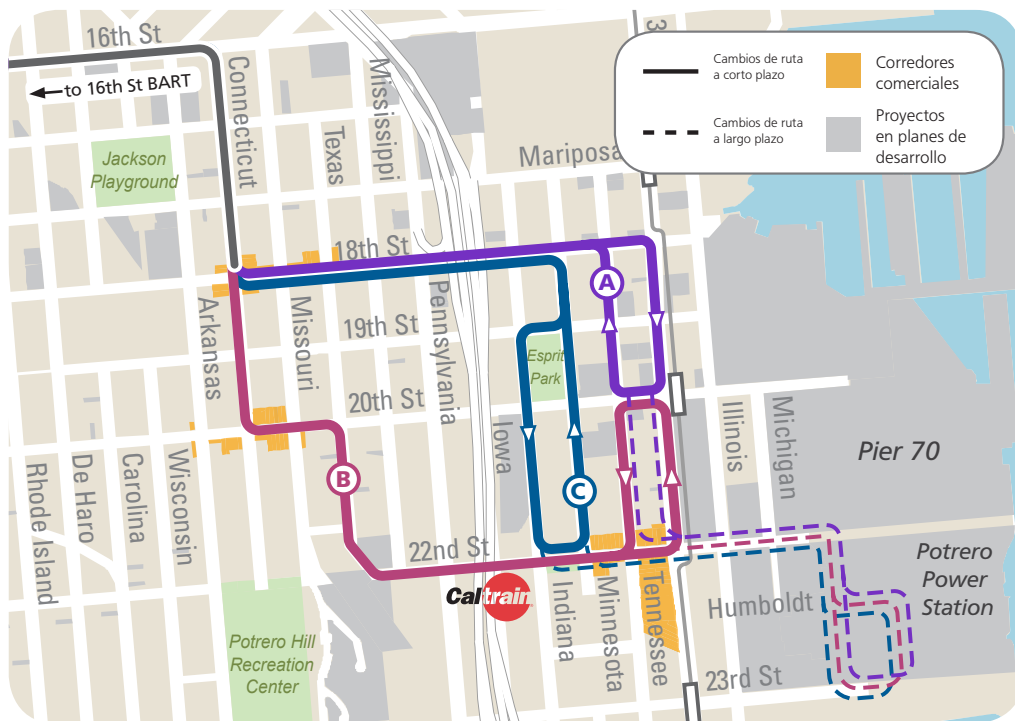 16th St
to 16th St BART
Connecticut
Mississippi
Texas
3
Cambios de ruta
a corto plazo
Corredores
comerciales
Cambios de ruta
a largo plazo
Proyectos
en planes de
desarrollo
Jackson
Playground
Mariposa
18th St
A
Arkansas
Missouri
19th St
Pennsylvania
Esprit
Park
20th St
Iowa
Illinois
Michigan
Pier 70
Rhode Island
De Haro
Carolina
Wisconsin
B
C
22nd St
Caltrain
Indiana
Minnesota
Tennessee
Humboldt
Potrero
Power
Station
Potrero Hill
Recreation
Center
23rd St